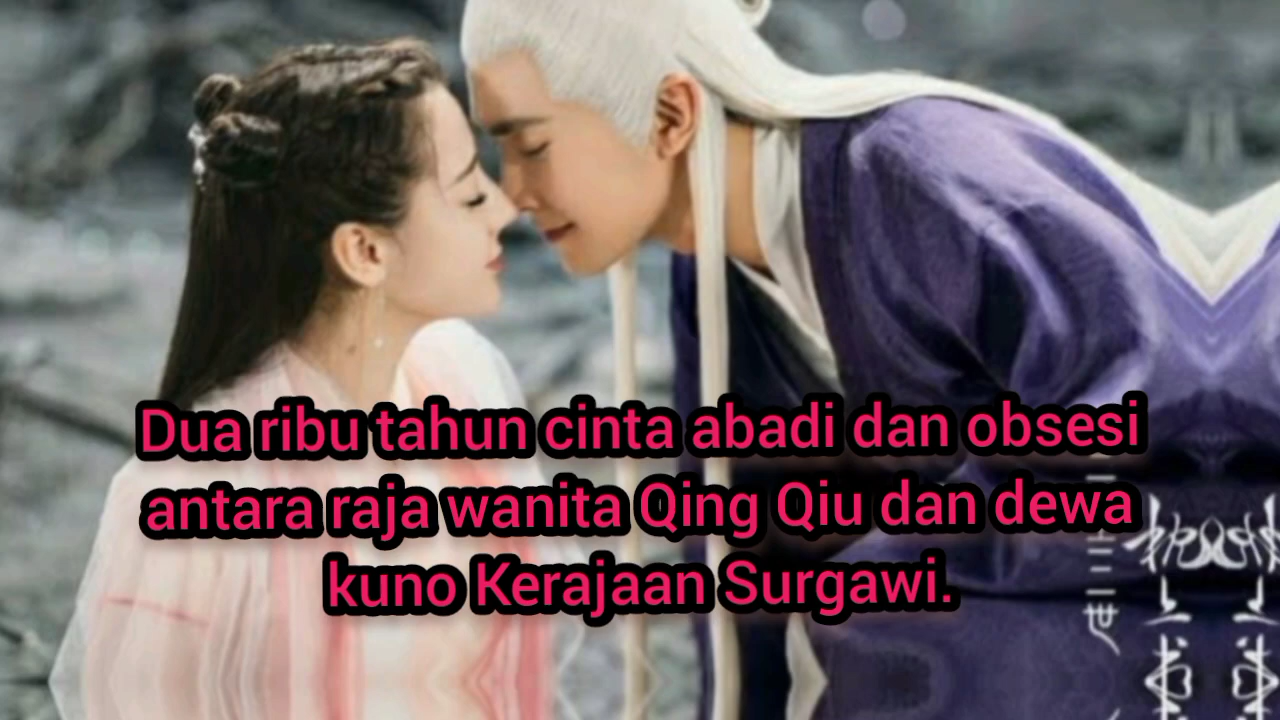 Dua ribu tahun cinta abadi dan obsesi
antara raja wanita Qing Qiu dan dewa
kuno Kerajaan Surgawi.